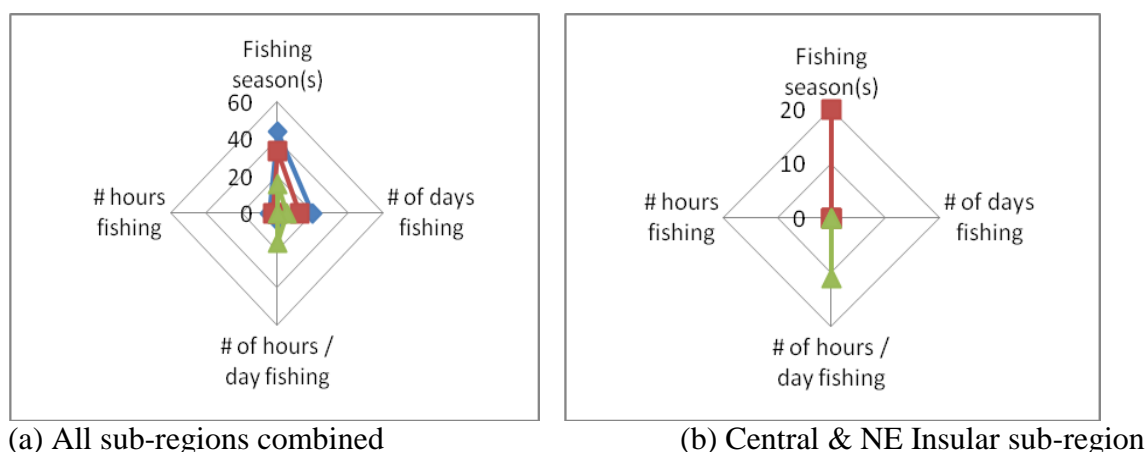 Fishing
season(s)
60
40
20
0
# hours
fishing
# of days
fishing
# of hours /
day fishing
(a) All sub-regions combined
Fishing
season(s)
20
10
0
# hours
fishing
# of days
fishing
# of hours /
day fishing
(b) Central & NE Insular sub-region